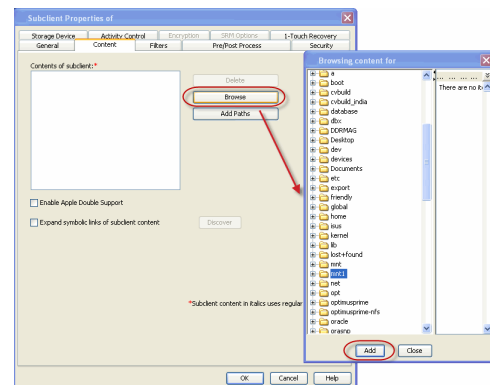 Subclient Properties of
Storage Device
Activity Control
Encryption
SRM Options
1-Touch Recovery
General
Content
Filters
Pre/Post Process
Security
Contents of subclient:*
Delete
Browse
Add Paths
Enable Apple Double Support
Expand symbolic links of subclient content
Discover
*Subclient content in italics uses regular
OK
Cancel
Help
Browsing content for
a
boot
cvbuild
cvbuild_india
database
dbx
DDRMAG
Desktop
dev
devices
Documents
etc
export
friendly
global
home
isus
kernel
lib
lost+found
mnt
mnt1
net
opt
optimusprime
optimusprime-nfs
oracle
orasnp
... ... ... ...
There are no it
Add
Close